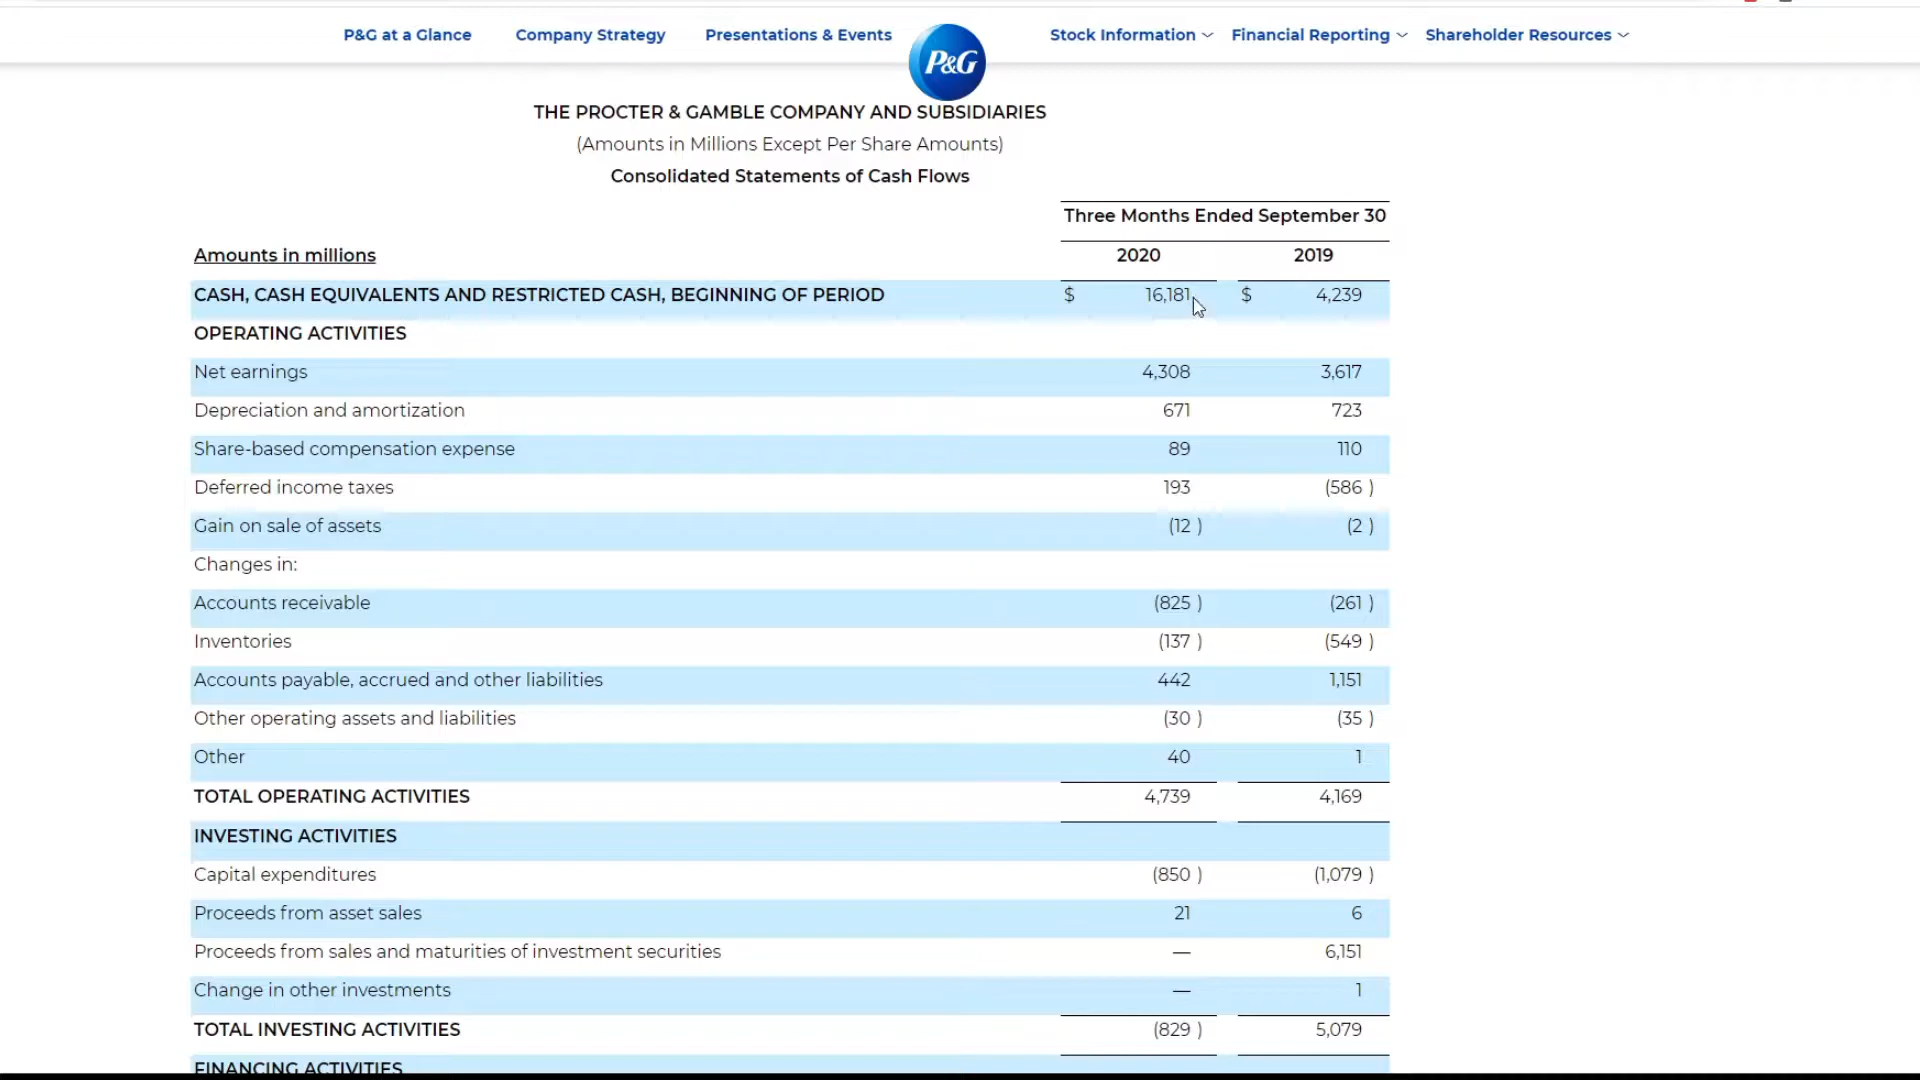 P&G at a Glance Company Strategy Presentations & Events P&G Stock Information Financial Reporting Shareholder Resources
THE PROCTER & GAMBLE COMPANY AND SUBSIDIARIES
(Amounts in Millions Except Per Share Amounts)
Consolidated Statements of Cash Flows
Three Months Ended September 30
Amounts in millions 2020 2019
CASH, CASH EQUIVALENTS AND RESTRICTED CASH, BEGINNING OF PERIOD $ 16,181 $ 4,239
OPERATING ACTIVITIES
Net earnings 4,308 3,617
Depreciation and amortization 671 723
Share-based compensation expense 89 110
Deferred income taxes 193 (586 )
Gain on sale of assets (12 ) (2 )
Changes in:
Accounts receivable (825 ) (261 )
Inventories (137 ) (549 )
Accounts payable, accrued and other liabilities 442 1,151
Other operating assets and liabilities (30 ) (35 )
Other 40 1
TOTAL OPERATING ACTIVITIES 4,739 4,169
INVESTING ACTIVITIES
Capital expenditures (850 ) (1,079 )
Proceeds from asset sales 21 6
Proceeds from sales and maturities of investment securities — 6,151
Change in other investments — 1
TOTAL INVESTING ACTIVITIES (829 ) 5,079
FINANCING ACTIVITIES